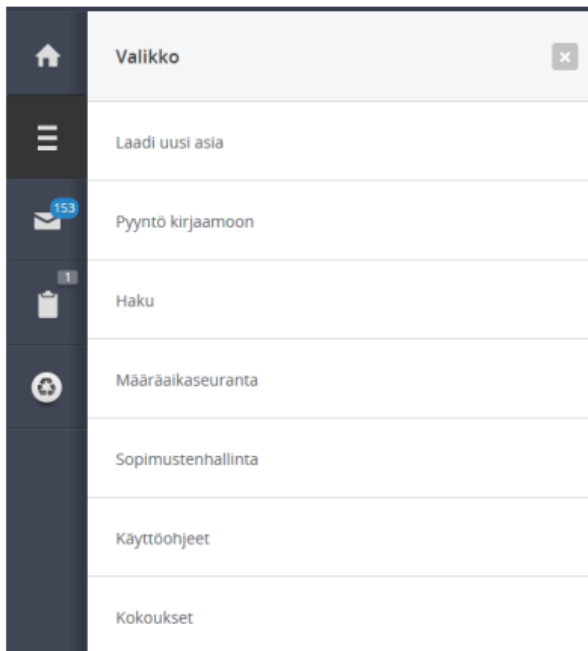 Valikko
Laadi uusi asia
153
Pyyntö kirjaamoon
1
Haku
Määräaikaseuranta
Sopimustenhallinta
Käyttöohjeet
Kokoukset